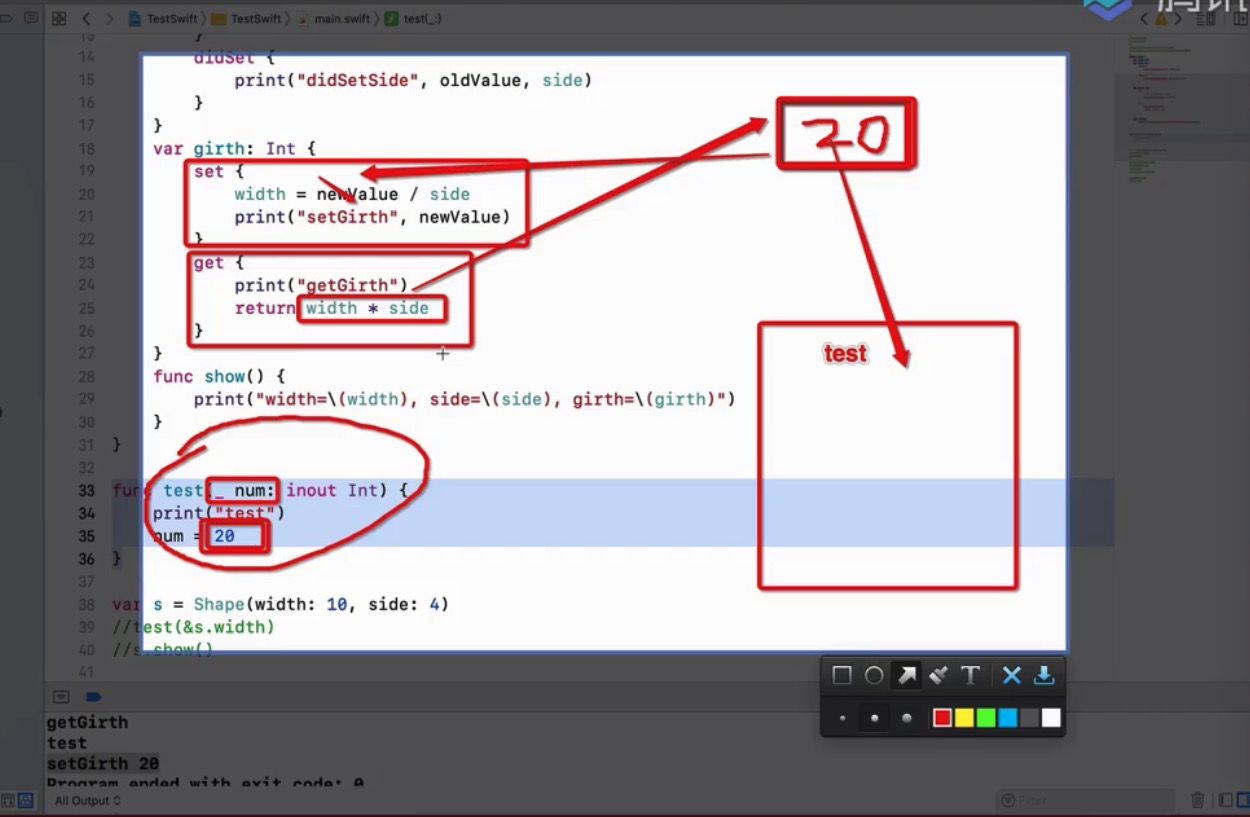 TestSwift TestSwift main.swift test(_:)
13 }
14 didSet {
15 print("didSetSide", oldValue, side)
16 }
17 }
18 var girth: Int {
19 set {
20 width = newValue / side
21 print("setGirth", newValue)
22 }
23 get {
24 print("getGirth")
25 return width * side
26 }
27 }
28 func show() {
29 print("width=\(width), side=\(side), girth=\(girth)")
30 }
31 }
32
33 func test(_ num: inout Int) {
34 print("test")
35 num = 20
36 }
37
38 var s = Shape(width: 10, side: 4)
39 //test(&s.width)
40 //s.show()
41
20
test
T
getGirth
test
setGirth 20
Program ended with exit code: 0
All Output
Filter
腾讯